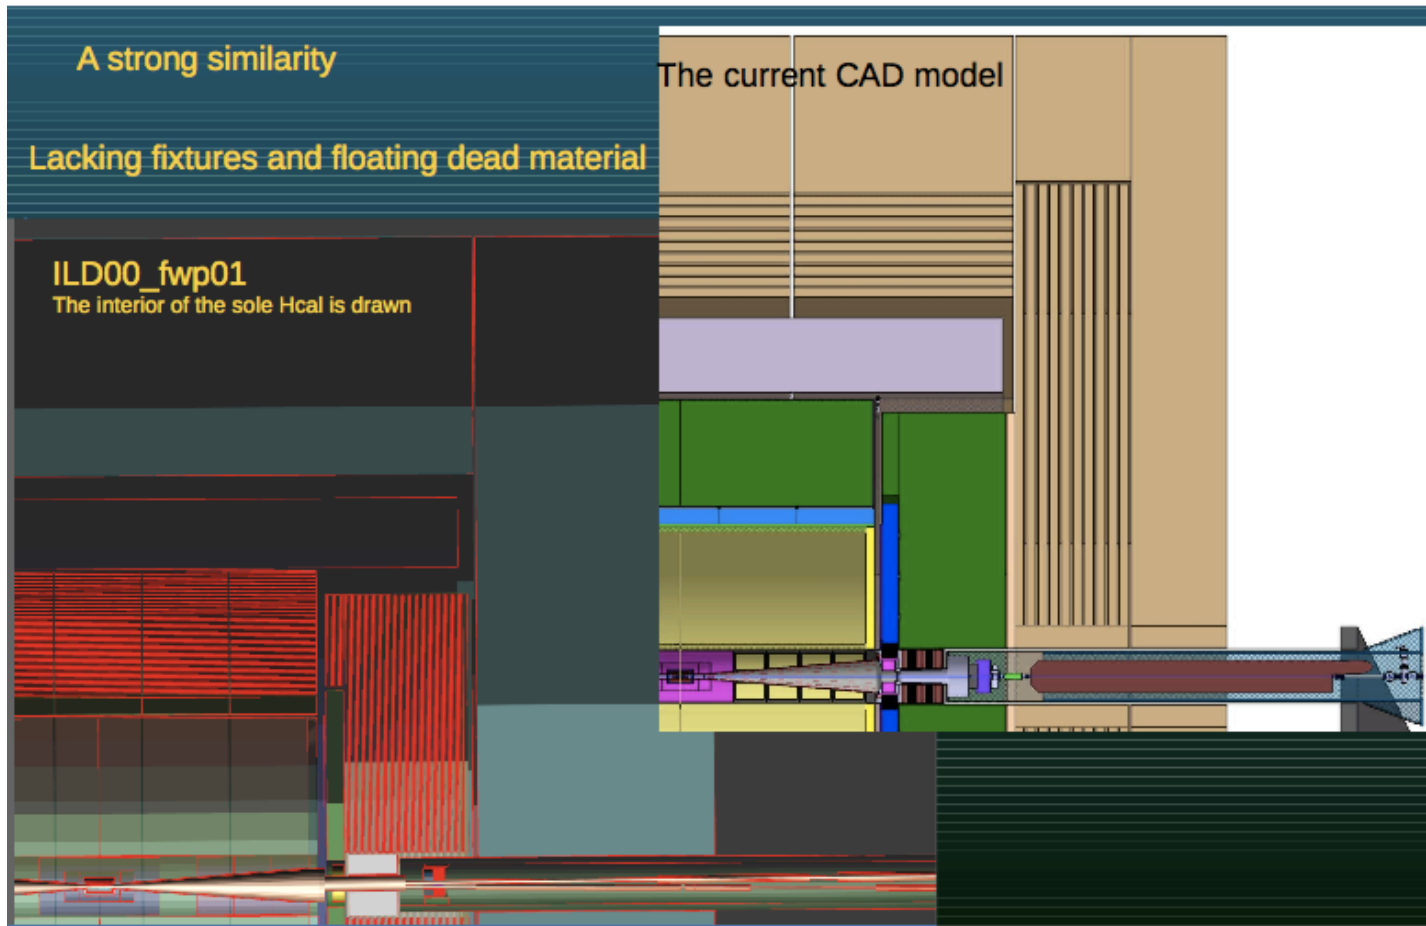 A strong similarity
The current CAD model
Lacking fixtures and floating dead material
ILD00_fwp01
The interior of the sole Hcal is drawn